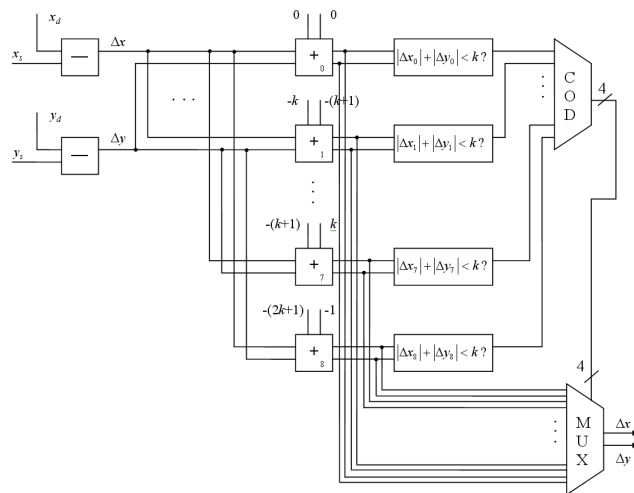 x_d
x_s
−
Δx
0 0
+
0
|Δx_0|+|Δy_0| < k ?
C O D
4
. . .
y_d
y_s
−
Δy
-k -(k+1)
+
1
|Δx_1|+|Δy_1| < k ?
-(k+1) k
+
7
|Δx_7|+|Δy_7| < k ?
-(2k+1) -1
+
8
|Δx_8|+|Δy_8| < k ?
4
M U X
Δx
Δy